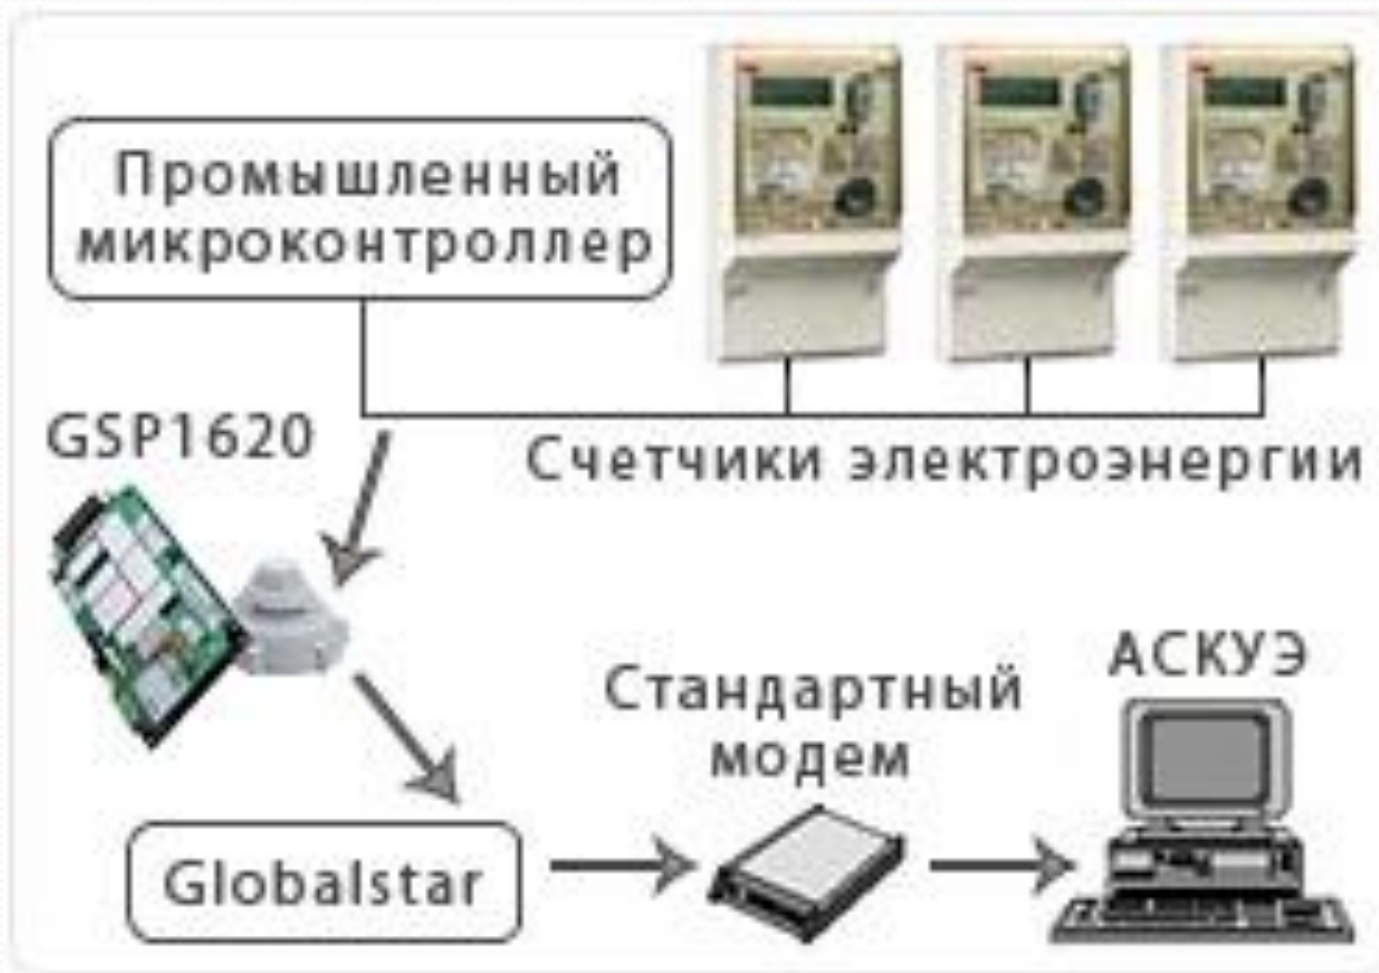 Промышленный
микроконтроллер
GSP1620
Счетчики электроэнергии
Стандартный
модем
АСКУЭ
Globalstar